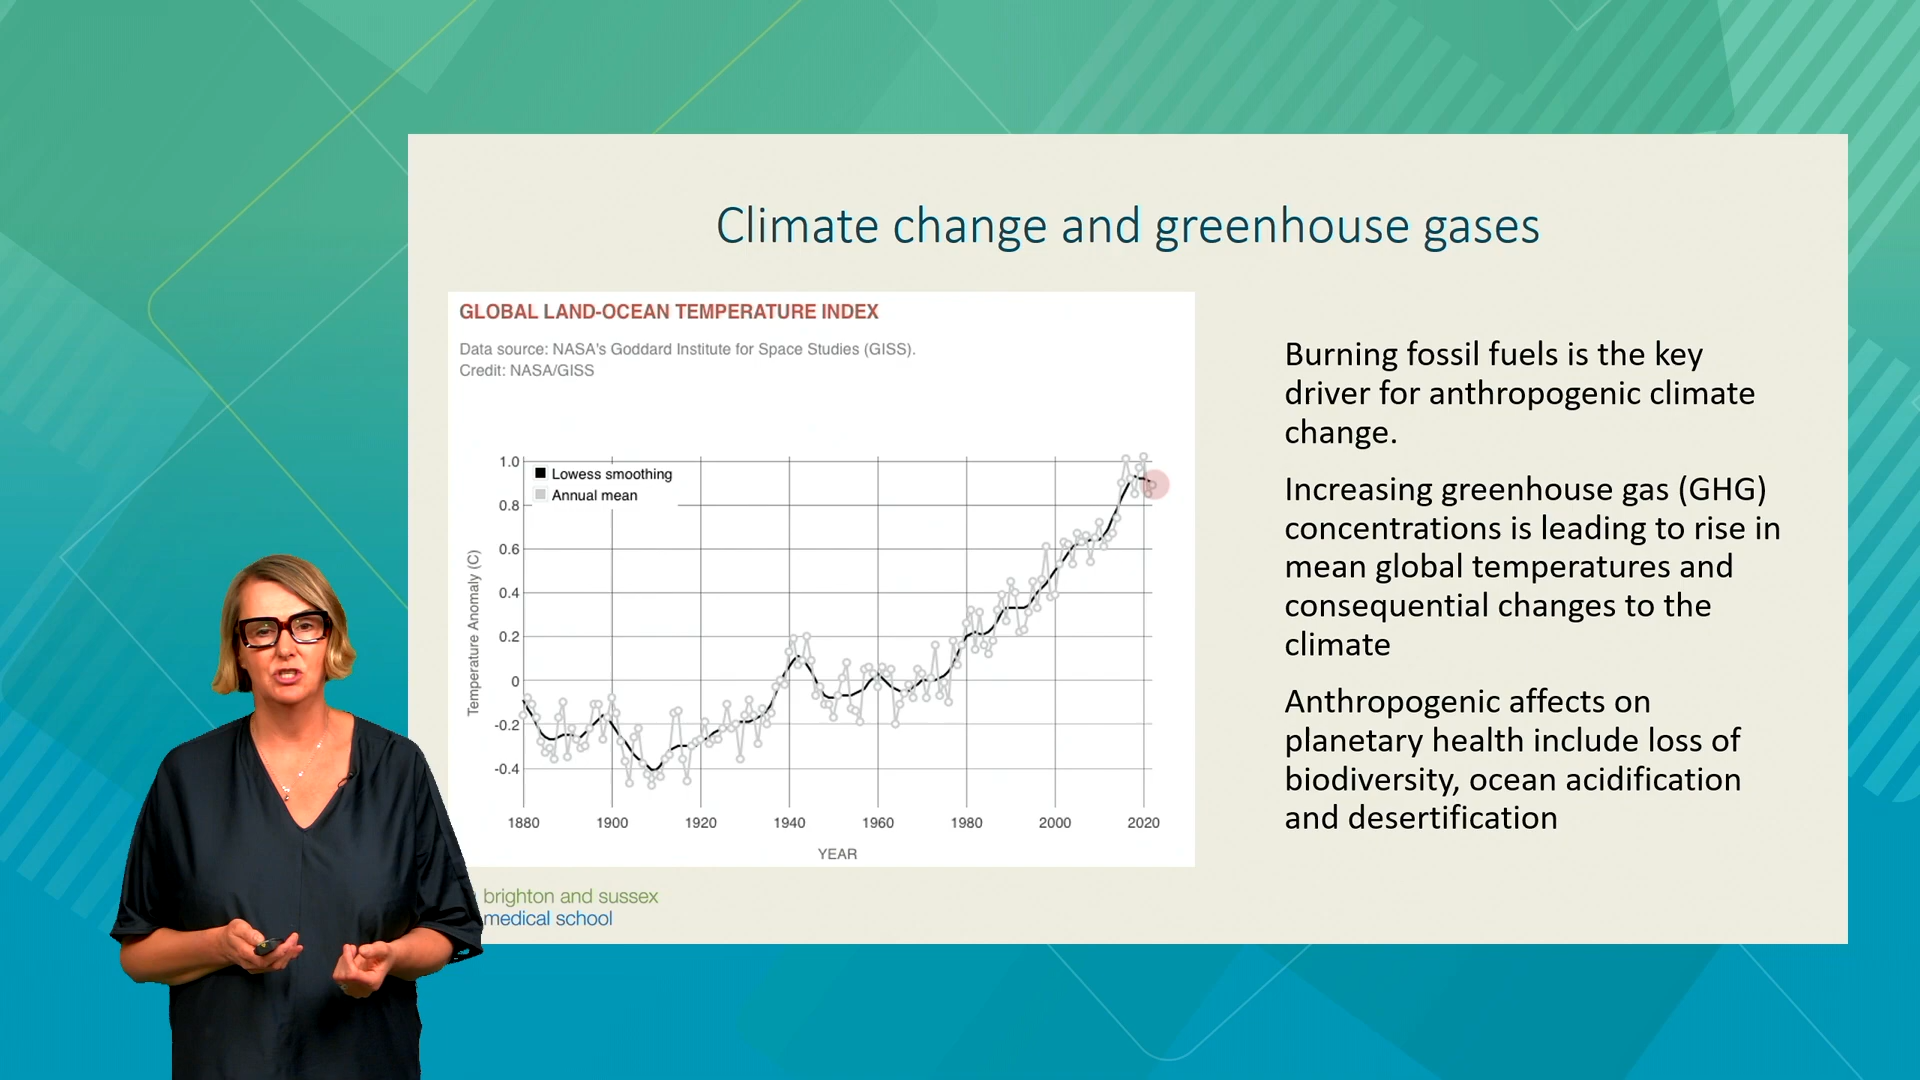 Climate change and greenhouse gases
GLOBAL LAND-OCEAN TEMPERATURE INDEX
Data source: NASA's Goddard Institute for Space Studies (GISS).
Credit: NASA/GISS
Lowess smoothing
Annual mean
Temperature Anomaly (C)
1.0
0.8
0.6
0.4
0.2
0
-0.2
-0.4
1880 1900 1920 1940 1960 1980 2000 2020
YEAR
Burning fossil fuels is the key
driver for anthropogenic climate
change.
Increasing greenhouse gas (GHG)
concentrations is leading to rise in
mean global temperatures and
consequential changes to the
climate
Anthropogenic affects on
planetary health include loss of
biodiversity, ocean acidification
and desertification
brighton and sussex
medical school